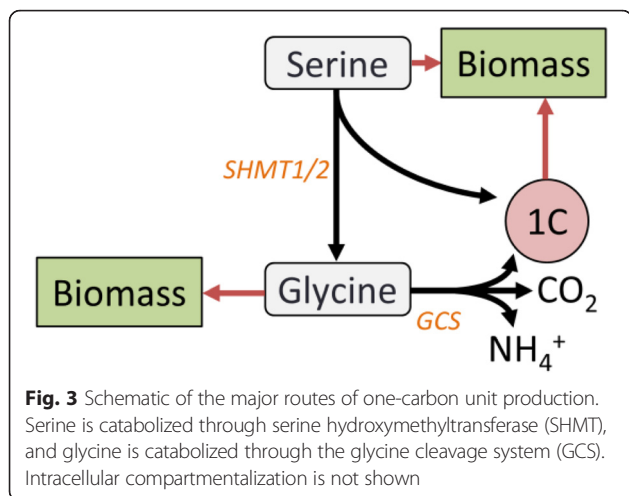 Serine
Biomass
SHMT1/2
1C
Biomass
Glycine
CO₂
GCS
NH₄⁺
Fig. 3 Schematic of the major routes of one-carbon unit production.
Serine is catabolized through serine hydroxymethyltransferase (SHMT),
and glycine is catabolized through the glycine cleavage system (GCS).
Intracellular compartmentalization is not shown